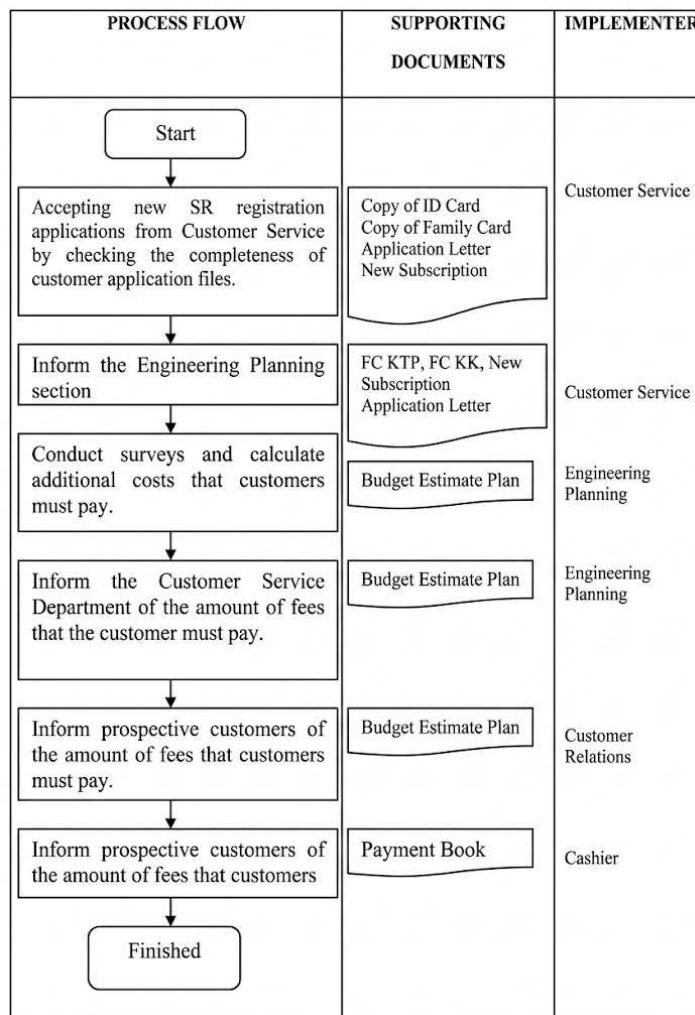 PROCESS FLOW
SUPPORTING
DOCUMENTS
IMPLEMENTER
Start
Accepting new SR registration
applications from Customer Service
by checking the completeness of
customer application files.
Copy of ID Card
Copy of Family Card
Application Letter
New Subscription
Customer Service
Inform the Engineering Planning
section
FC KTP, FC KK, New
Subscription
Application Letter
Customer Service
Conduct surveys and calculate
additional costs that customers
must pay.
Budget Estimate Plan
Engineering
Planning
Inform the Customer Service
Department of the amount of fees
that the customer must pay.
Budget Estimate Plan
Engineering
Planning
Inform prospective customers of
the amount of fees that customers
must pay.
Budget Estimate Plan
Customer
Relations
Inform prospective customers of
the amount of fees that customers
Payment Book
Cashier
Finished